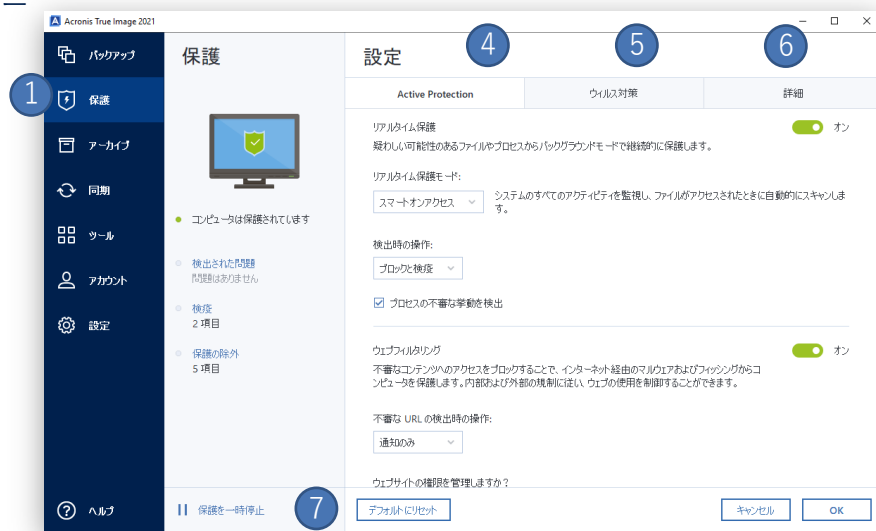 Acronis True Image 2021
バックアップ
保護
アーカイブ
同期
ツール
アカウント
設定
ヘルプ
1
保護
コンピュータは保護されています
検出された問題
問題はありません
検疫
2 項目
保護の除外
5 項目
保護を一時停止
7
設定
4
5
6
Active Protection
ウィルス対策
詳細
リアルタイム保護
オン
疑わしい可能性のあるファイルやプロセスからバックグラウンドモードで継続的に保護します。
リアルタイム保護モード:
スマートオンアクセス
システムのすべてのアクティビティを監視し、ファイルがアクセスされたときに自動的にスキャンしま
す。
検出時の操作:
ブロックと検疫
プロセスの不審な挙動を検出
ウェブフィルタリング
オン
不審なコンテンツへのアクセスをブロックすることで、インターネット経由のマルウェアおよびフィッシングからコ
ンピュータを保護します。内部および外部の規制に従い、ウェブの使用を制御することができます。
不審な URL の検出時の操作:
通知のみ
ウェブサイトの権限を管理しますか？
デフォルトにリセット
キャンセル
OK